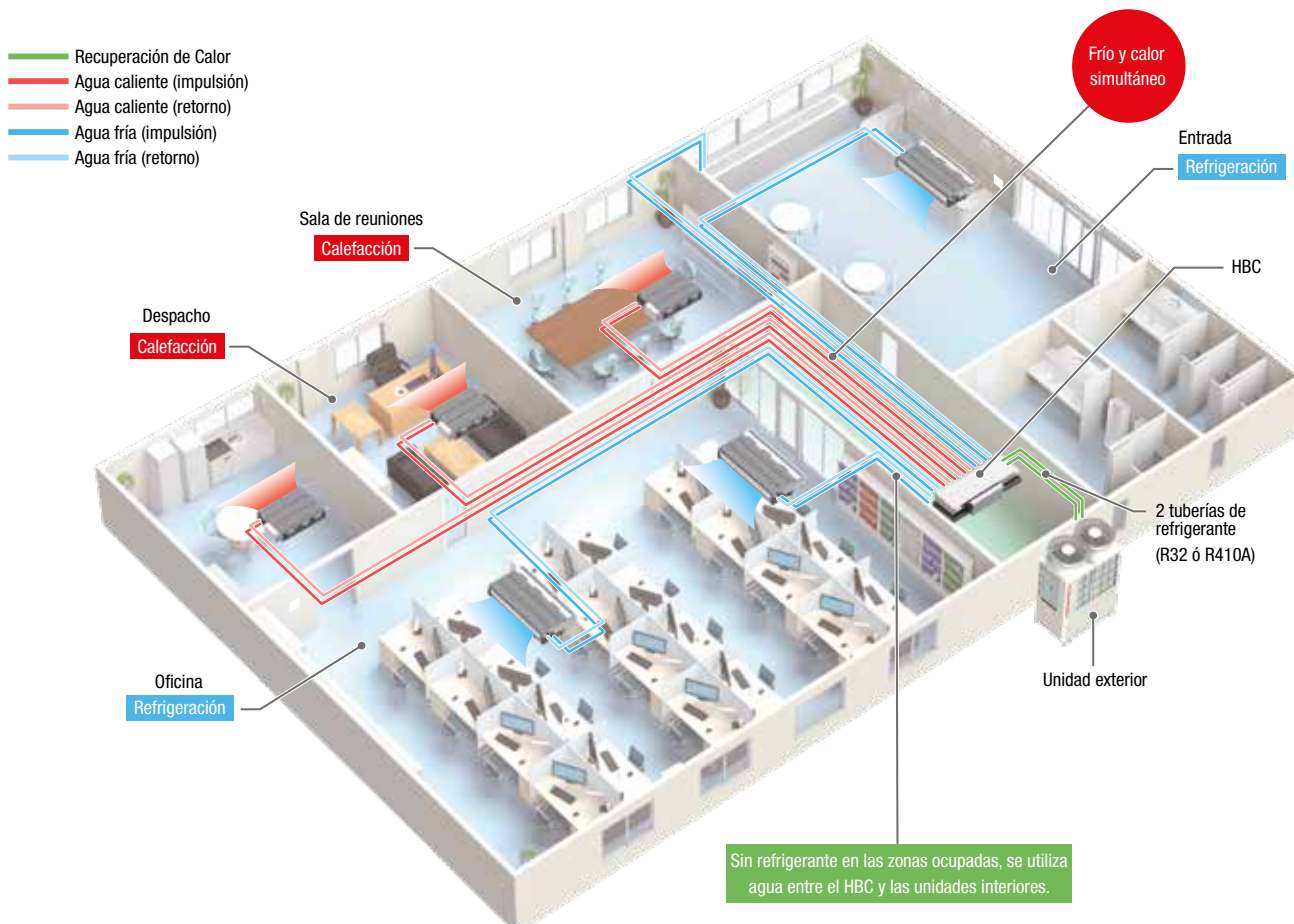 Recuperación de Calor
Agua caliente (impulsión)
Agua caliente (retorno)
Agua fría (impulsión)
Agua fría (retorno)
Frío y calor
simultáneo
Entrada
Refrigeración
Sala de reuniones
Calefacción
HBC
Despacho
Calefacción
2 tuberías de
refrigerante
(R32 ó R410A)
Unidad exterior
Oficina
Refrigeración
Sin refrigerante en las zonas ocupadas, se utiliza
agua entre el HBC y las unidades interiores.